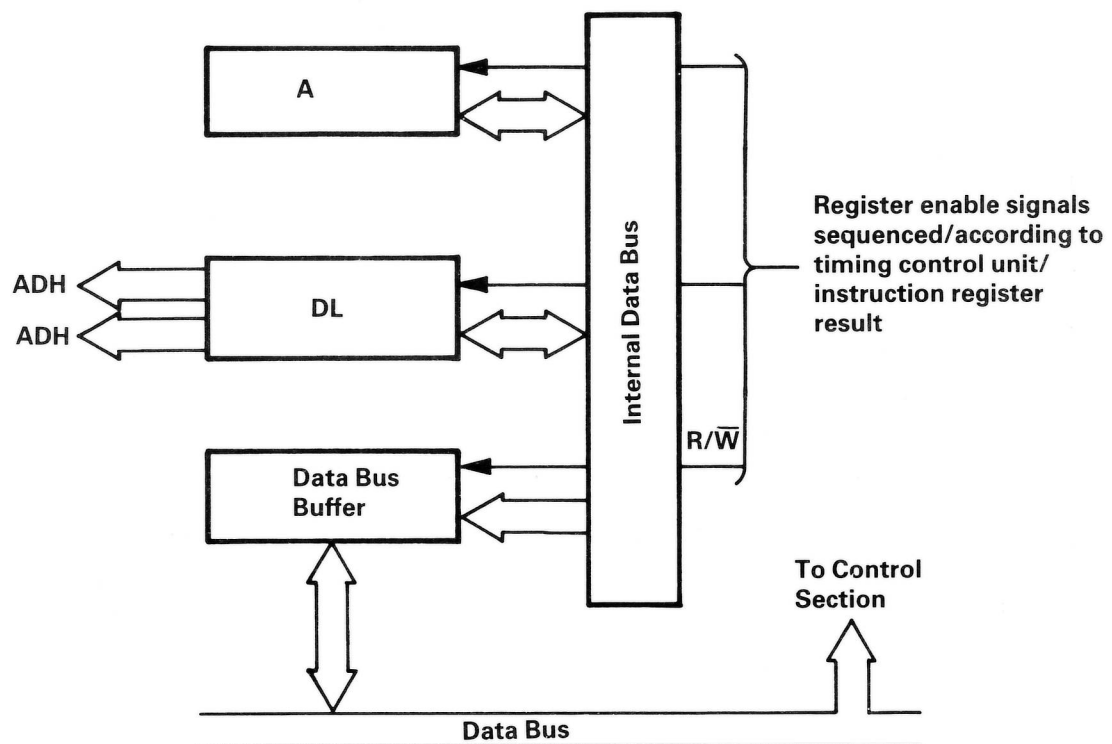 A
Register enable signals
sequenced/according to
timing control unit/
instruction register
result
ADH
ADH
DL
Internal Data Bus
R/W̅
Data Bus
Buffer
To Control
Section
Data Bus